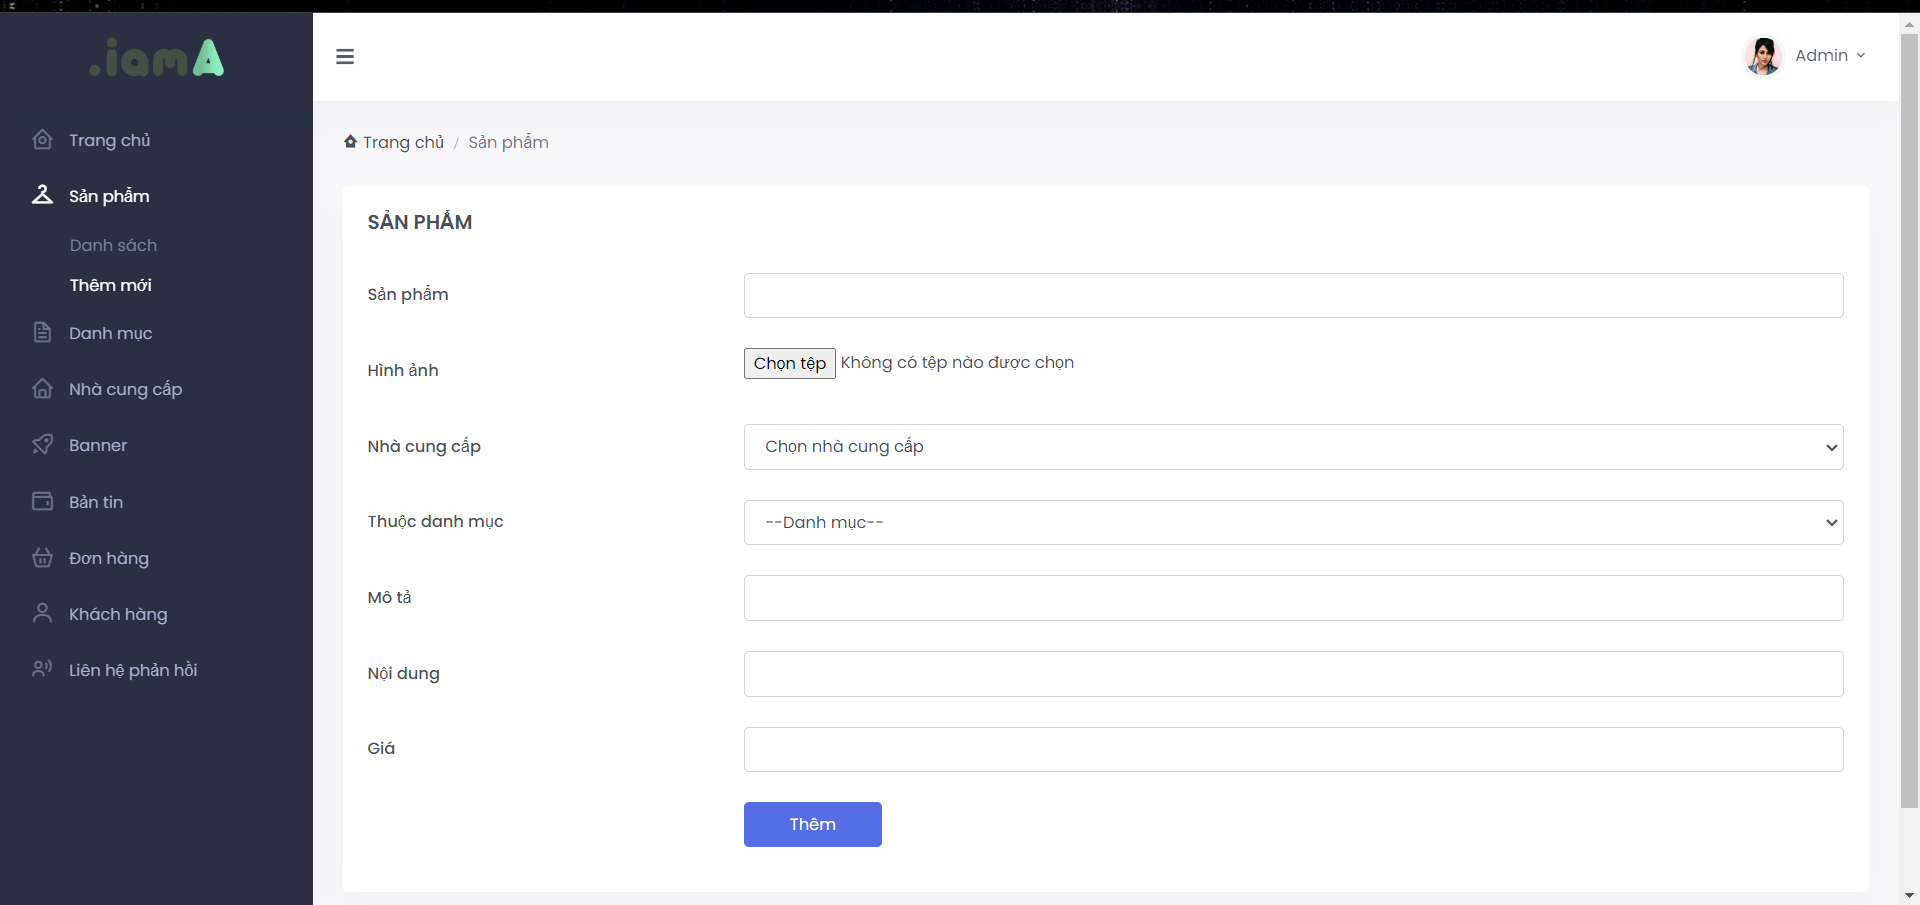 .iamA
Admin
Trang chủ
Sản phẩm
Danh sách
Thêm mới
Danh mục
Nhà cung cấp
Banner
Bản tin
Đơn hàng
Khách hàng
Liên hệ phản hồi
Trang chủ / Sản phẩm
SẢN PHẨM
Sản phẩm
Hình ảnh
Chọn tệp Không có tệp nào được chọn
Nhà cung cấp
Chọn nhà cung cấp
Thuộc danh mục
--Danh mục--
Mô tả
Nội dung
Giá
Thêm